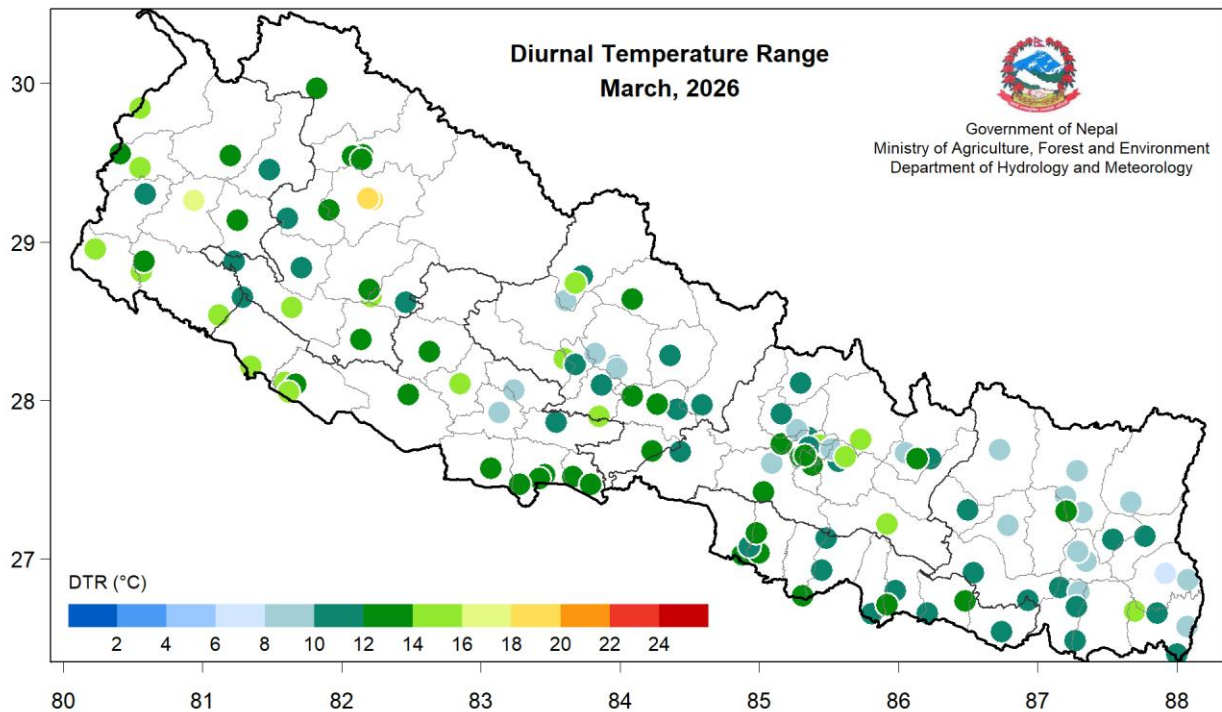 Diurnal Temperature Range
March, 2026
Government of Nepal
Ministry of Agriculture, Forest and Environment
Department of Hydrology and Meteorology
30
29
28
27
DTR (°C)
2 4 6 8 10 12 14 16 18 20 22 24
80 81 82 83 84 85 86 87 88